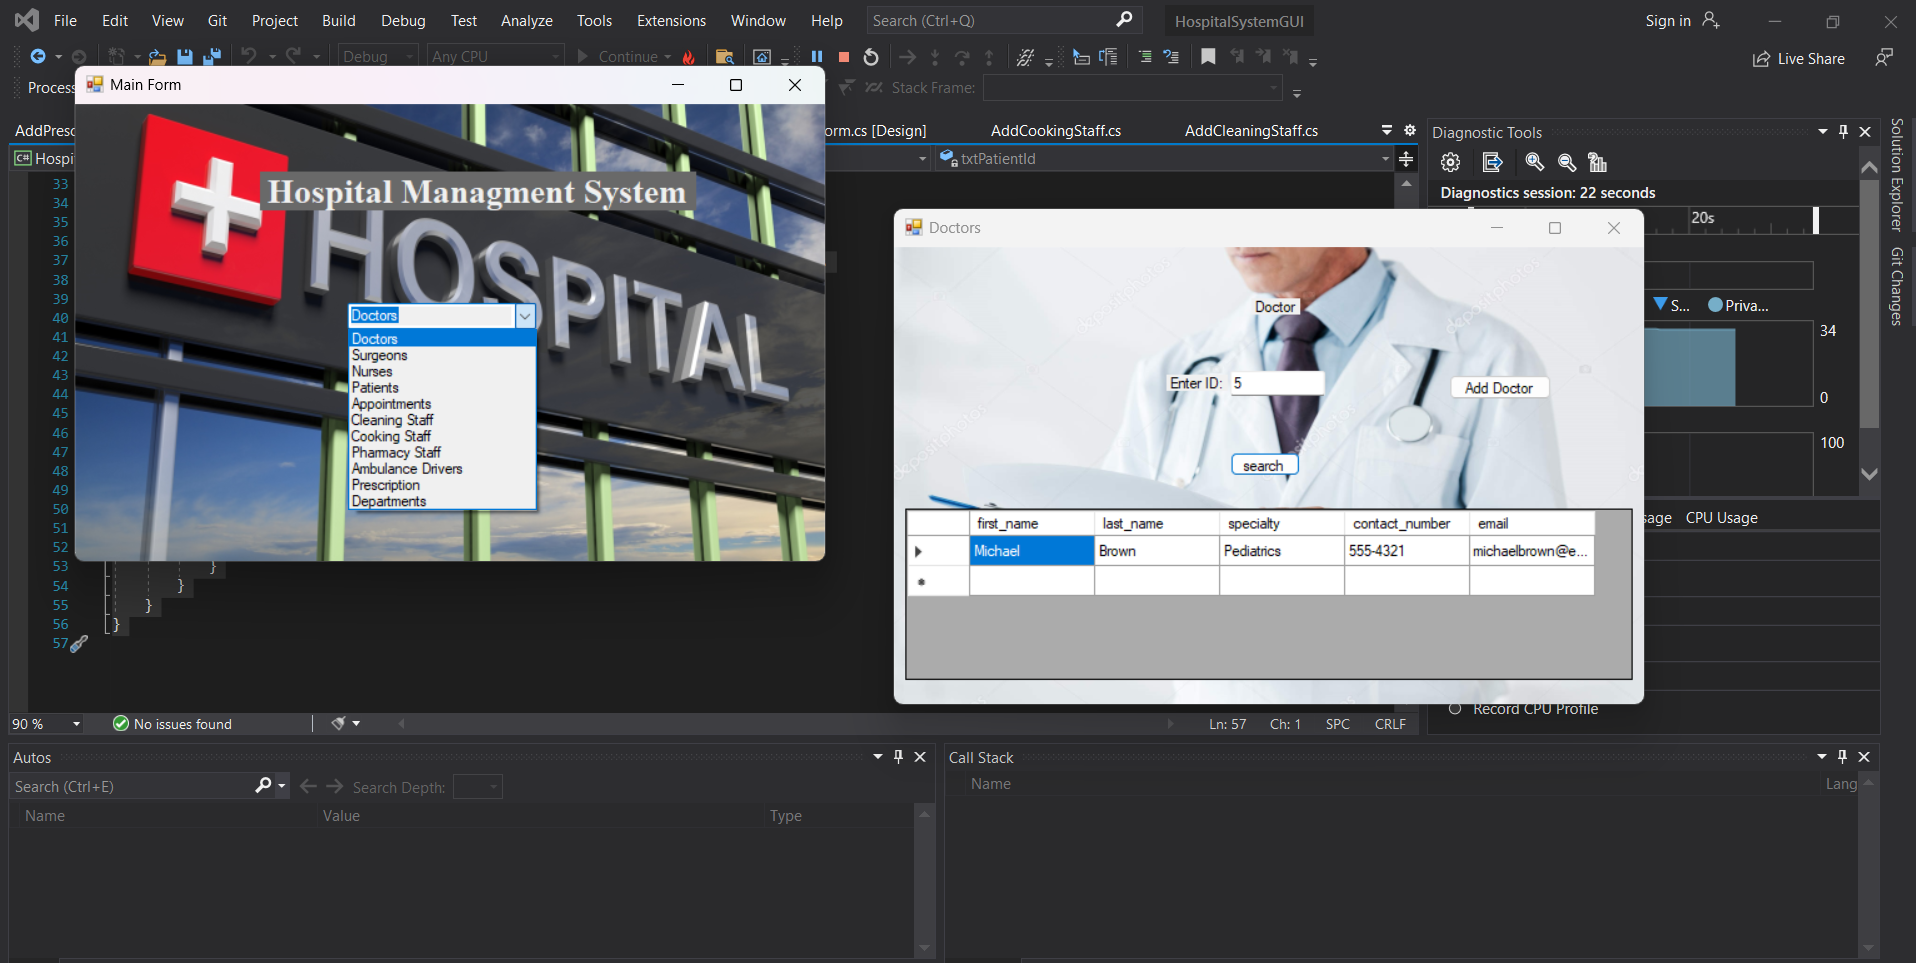 File Edit View Git Project Build Debug Test Analyze Tools Extensions Window Help Search (Ctrl+Q) HospitalSystemGUI Sign in
Debug Any CPU Continue Live Share
Process Stack Frame:
Main Form
AddPresc orm.cs [Design] AddCookingStaff.cs AddCleaningStaff.cs
C# Hospi txtPatientId
Hospital Managment System
HOSPITAL
Doctors
Doctors
Surgeons
Nurses
Patients
Appointments
Cleaning Staff
Cooking Staff
Pharmacy Staff
Ambulance Drivers
Prescription
Departments
33
34
35
36
37
38
39
40
41
42
43
44
45
46
47
48
49
50
51
52
53 }
54 }
55 }
56 }
57
90 % No issues found Ln: 57 Ch: 1 SPC CRLF
Doctors
Doctor
Enter ID: 5
Add Doctor
search
first_name last_name specialty contact_number email
Michael Brown Pediatrics 555-4321 michaelbrown@e...
depositphotos
Diagnostic Tools
Diagnostics session: 22 seconds
20s
S... Priva...
34
0
100
sage CPU Usage
Record CPU Profile
Solution Explorer
Git Changes
Autos
Search (Ctrl+E) Search Depth:
Name Value Type
Call Stack
Name Lang